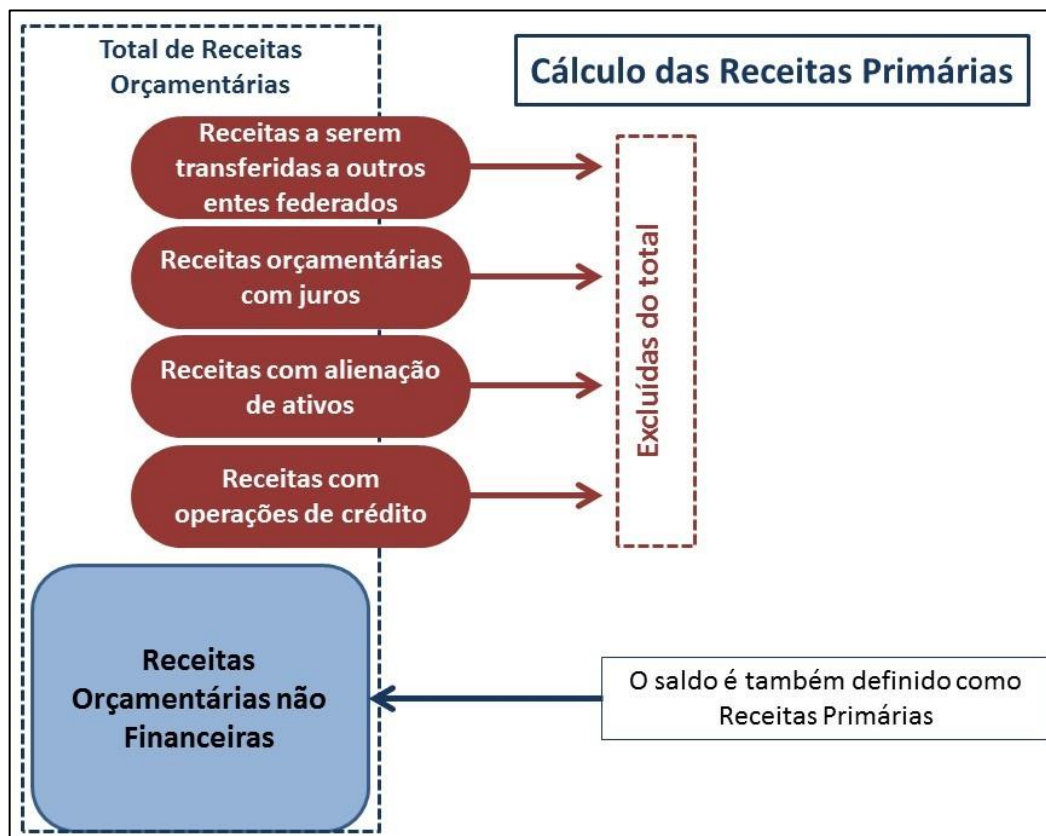 Total de Receitas
Orçamentárias
Cálculo das Receitas Primárias
Receitas a serem
transferidas a outros
entes federados
Receitas orçamentárias
com juros
Receitas com alienação
de ativos
Receitas com
operações de crédito
Excluídas do total
Receitas
Orçamentárias não
Financeiras
O saldo é também definido como
Receitas Primárias